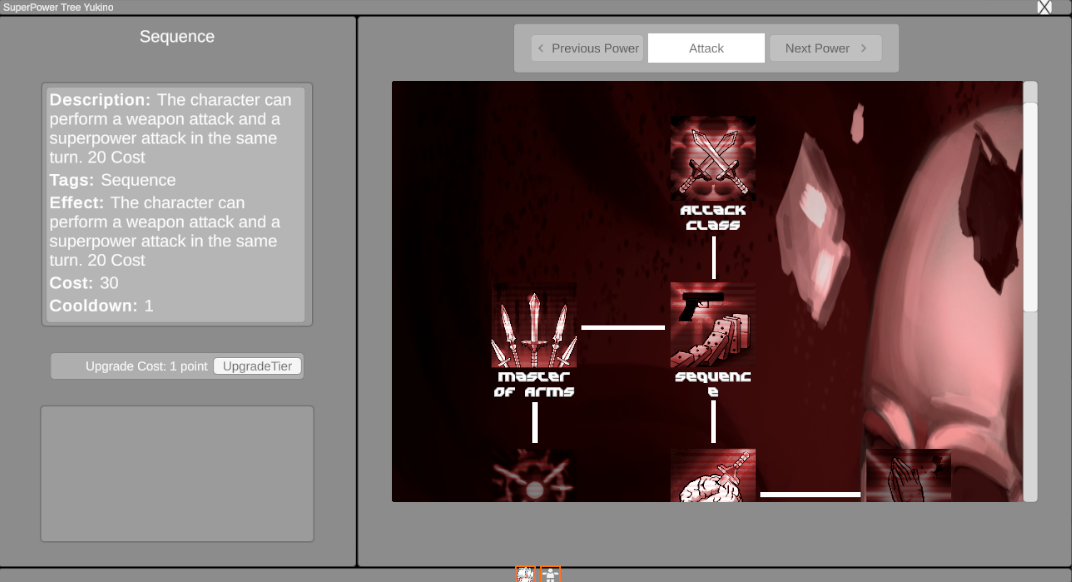 SuperPower Tree Yukino
X
Sequence
Description: The character can
perform a weapon attack and a
superpower attack in the same
turn. 20 Cost
Tags: Sequence
Effect: The character can
perform a weapon attack and a
superpower attack in the same
turn. 20 Cost
Cost: 30
Cooldown: 1
Upgrade Cost: 1 point UpgradeTier
< Previous Power Attack Next Power >
Attack
Class
Master
of Arms
Sequenc
e